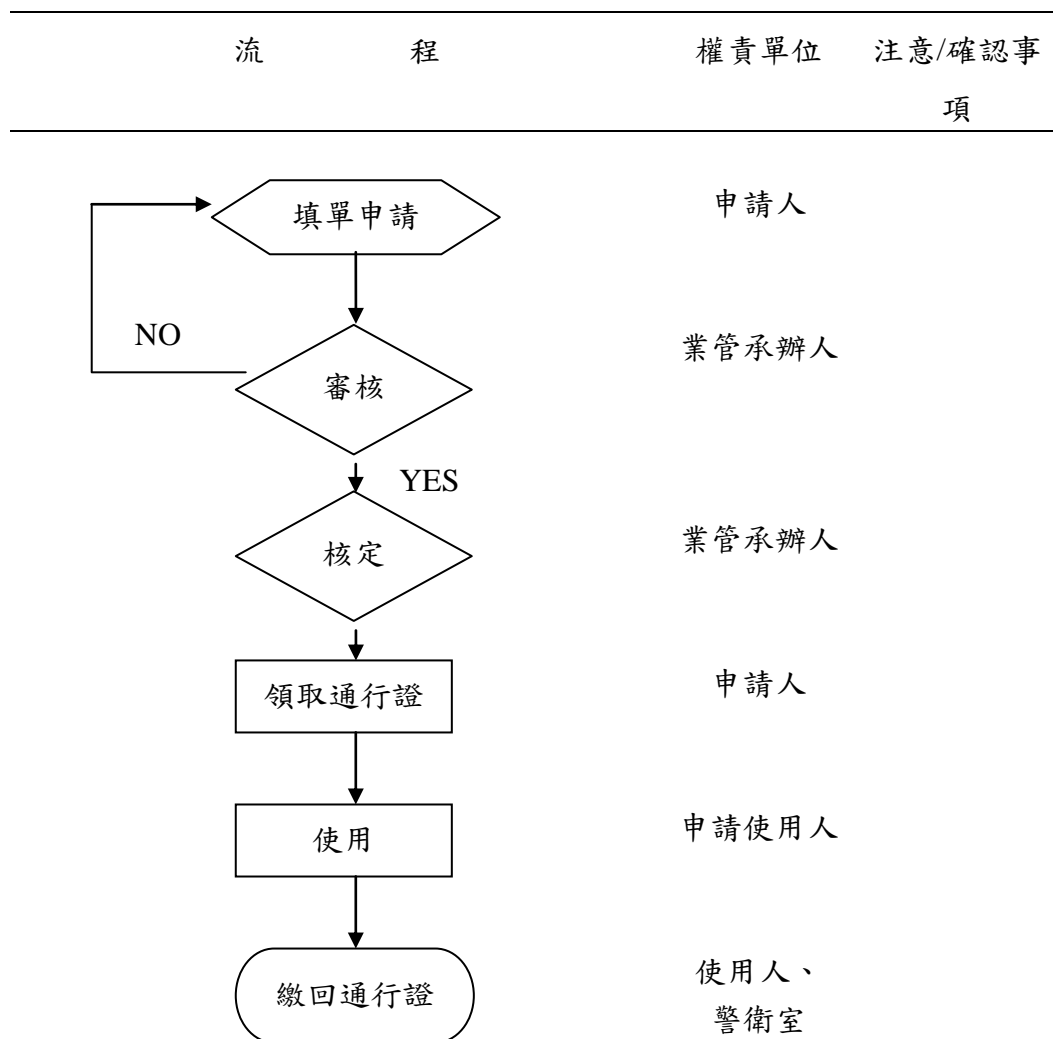 流 程 權責單位 注意/確認事
項
填單申請 申請人
NO 業管承辦人
審核
YES
核定 業管承辦人
領取通行證 申請人
使用 申請使用人
繳回通行證 使用人、
警衛室